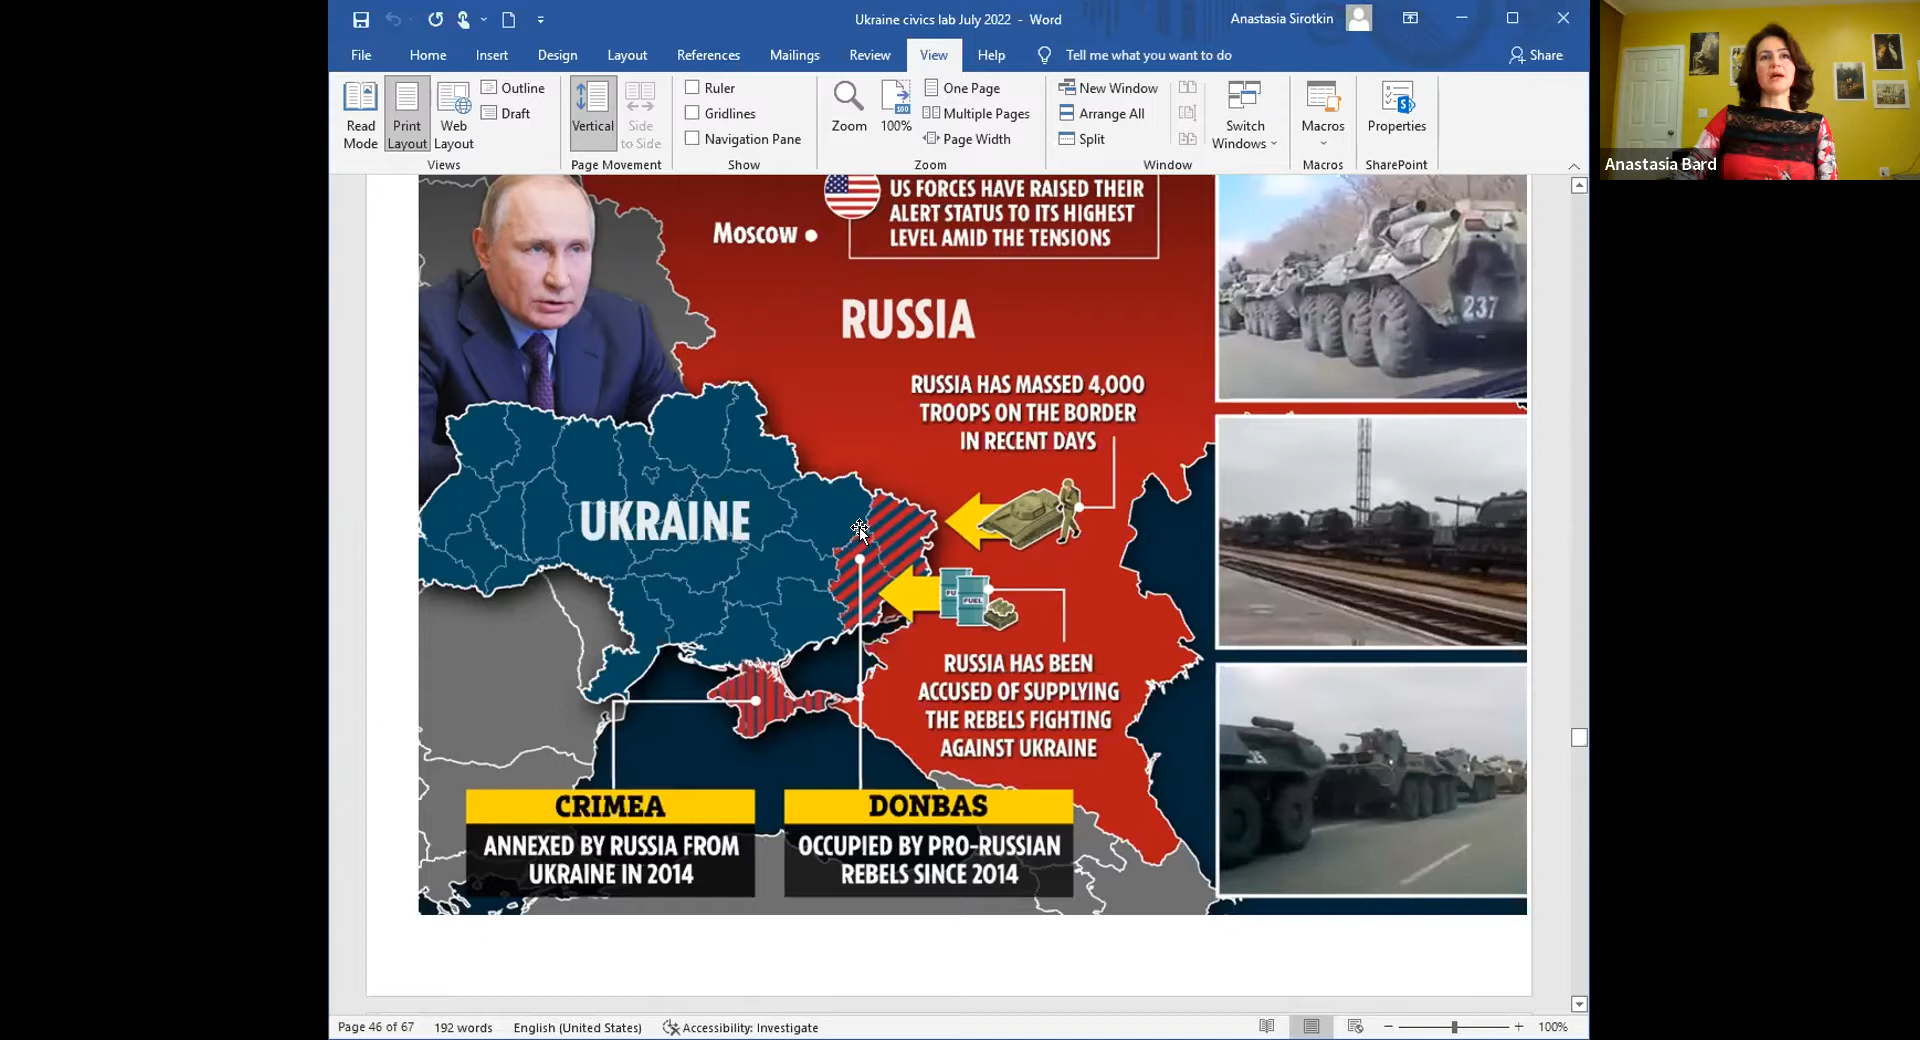 Ukraine civics lab July 2022 - Word
Anastasia Sirotkin
File Home Insert Design Layout References Mailings Review View Help Tell me what you want to do Share
Read Mode
Print Layout
Web Layout
Outline
Draft
Views
Vertical
Side to Side
Page Movement
Ruler
Gridlines
Navigation Pane
Show
Zoom
100
100%
One Page
Multiple Pages
Page Width
Zoom
New Window
Arrange All
Split
Switch Windows
Window
Macros
Macros
Properties
SharePoint
Anastasia Bard
US FORCES HAVE RAISED THEIR
ALERT STATUS TO ITS HIGHEST
LEVEL AMID THE TENSIONS
Moscow
RUSSIA
237
RUSSIA HAS MASSED 4,000
TROOPS ON THE BORDER
IN RECENT DAYS
UKRAINE
FU
FUEL
RUSSIA HAS BEEN
ACCUSED OF SUPPLYING
THE REBELS FIGHTING
AGAINST UKRAINE
CRIMEA
ANNEXED BY RUSSIA FROM
UKRAINE IN 2014
DONBAS
OCCUPIED BY PRO-RUSSIAN
REBELS SINCE 2014
Page 46 of 67 192 words English (United States) Accessibility: Investigate 100%